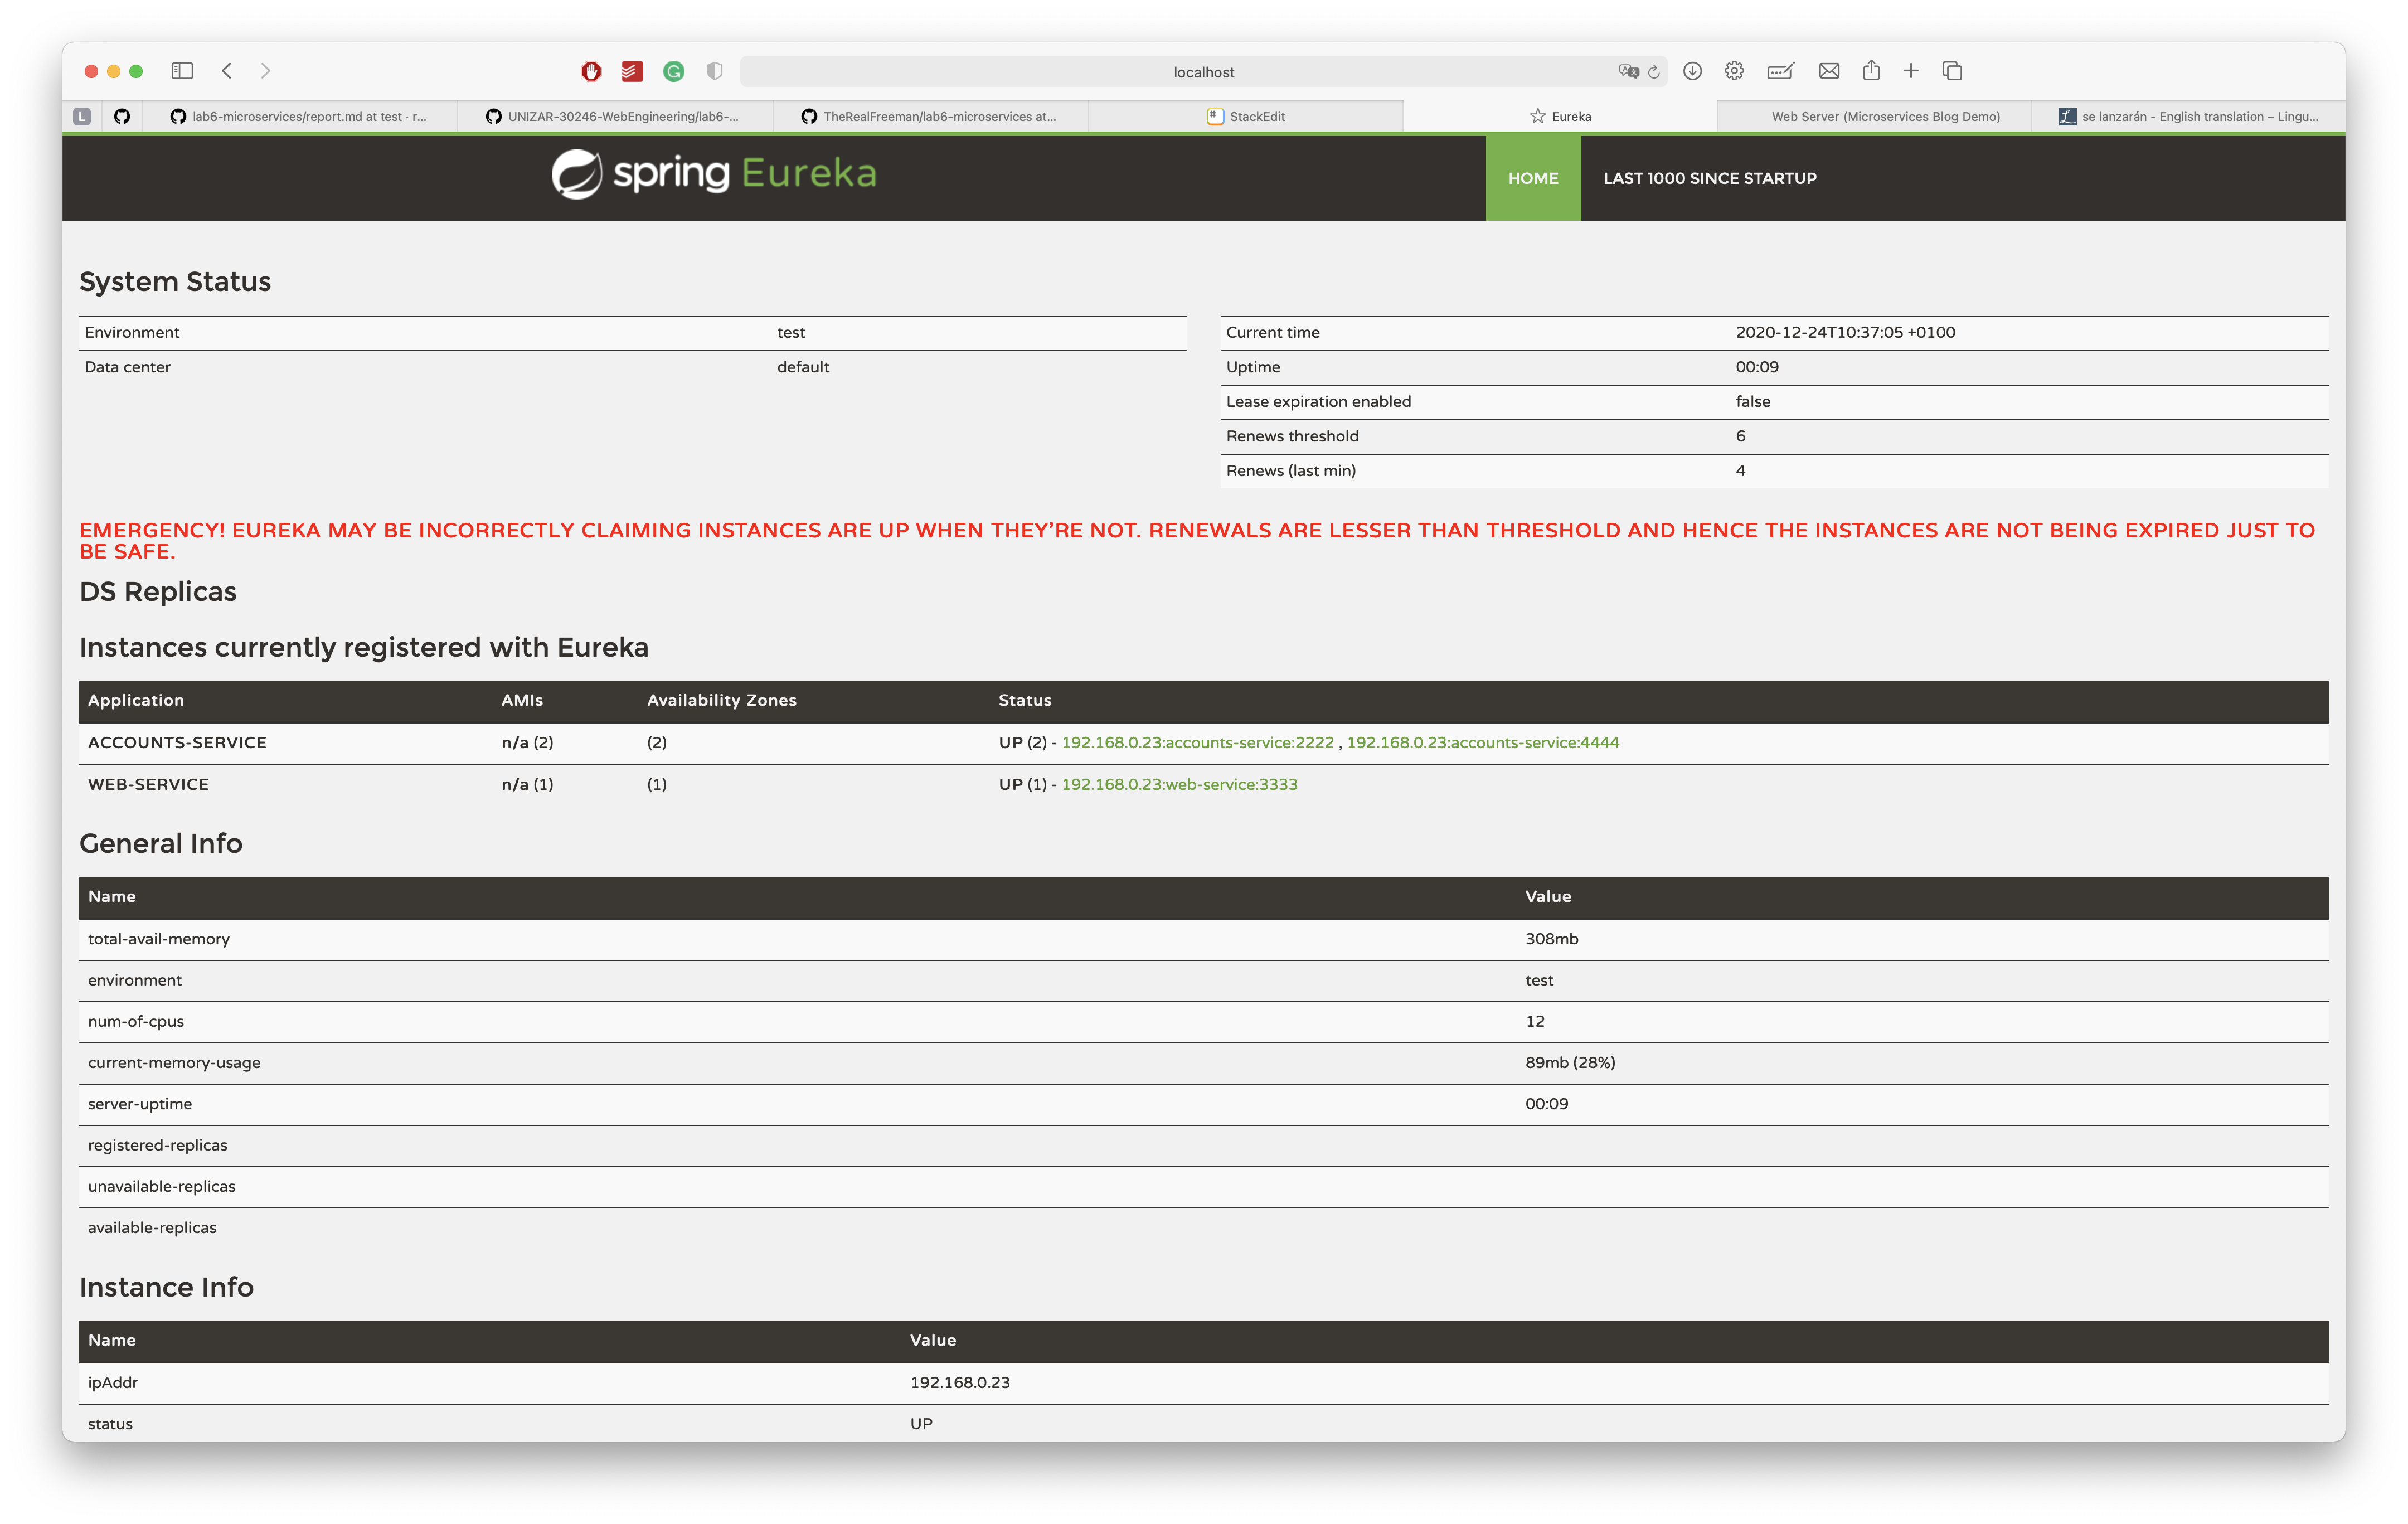 localhost
L
lab6-microservices/report.md at test · r...
UNIZAR-30246-WebEngineering/lab6-...
TheRealFreeman/lab6-microservices at...
StackEdit
Eureka
Web Server (Microservices Blog Demo)
se lanzarán - English translation – Lingu...
spring Eureka
HOME
LAST 1000 SINCE STARTUP
System Status
Environment test
Data center default
Current time 2020-12-24T10:37:05 +0100
Uptime 00:09
Lease expiration enabled false
Renews threshold 6
Renews (last min) 4
EMERGENCY! EUREKA MAY BE INCORRECTLY CLAIMING INSTANCES ARE UP WHEN THEY'RE NOT. RENEWALS ARE LESSER THAN THRESHOLD AND HENCE THE INSTANCES ARE NOT BEING EXPIRED JUST TO
BE SAFE.
DS Replicas
Instances currently registered with Eureka
Application AMIs Availability Zones Status
ACCOUNTS-SERVICE n/a (2) (2) UP (2) - 192.168.0.23:accounts-service:2222 , 192.168.0.23:accounts-service:4444
WEB-SERVICE n/a (1) (1) UP (1) - 192.168.0.23:web-service:3333
General Info
Name Value
total-avail-memory 308mb
environment test
num-of-cpus 12
current-memory-usage 89mb (28%)
server-uptime 00:09
registered-replicas
unavailable-replicas
available-replicas
Instance Info
Name Value
ipAddr 192.168.0.23
status UP